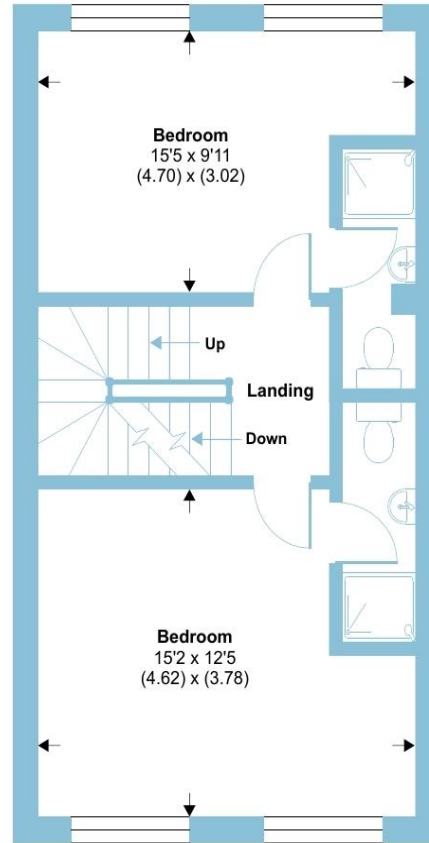 Bedroom
15'5 x 9'11
(4.70) x (3.02)
Up
Landing
Down
Bedroom
15'2 x 12'5
(4.62) x (3.78)